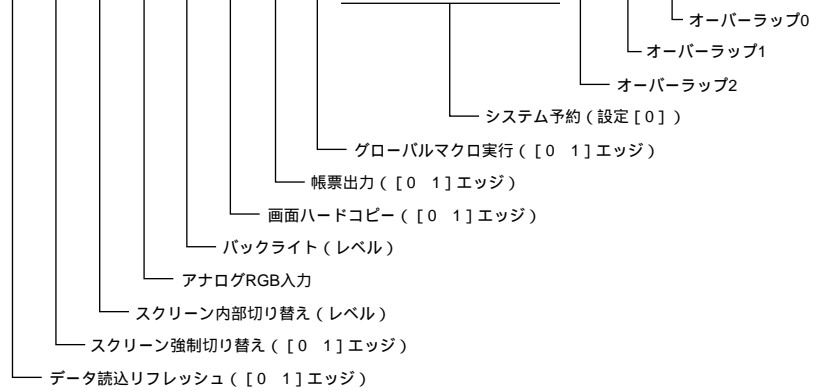 オーバーラップ0
オーバーラップ1
オーバーラップ2
システム予約（設定［0］）
グローバルマクロ実行（［0 1］エッジ）
帳票出力（［0 1］エッジ）
画面ハードコピー（［0 1］エッジ）
バックライト（レベル）
アナログRGB入力
スクリーン内部切り替え（レベル）
スクリーン強制切り替え（［0 1］エッジ）
データ読込リフレッシュ（［0 1］エッジ）